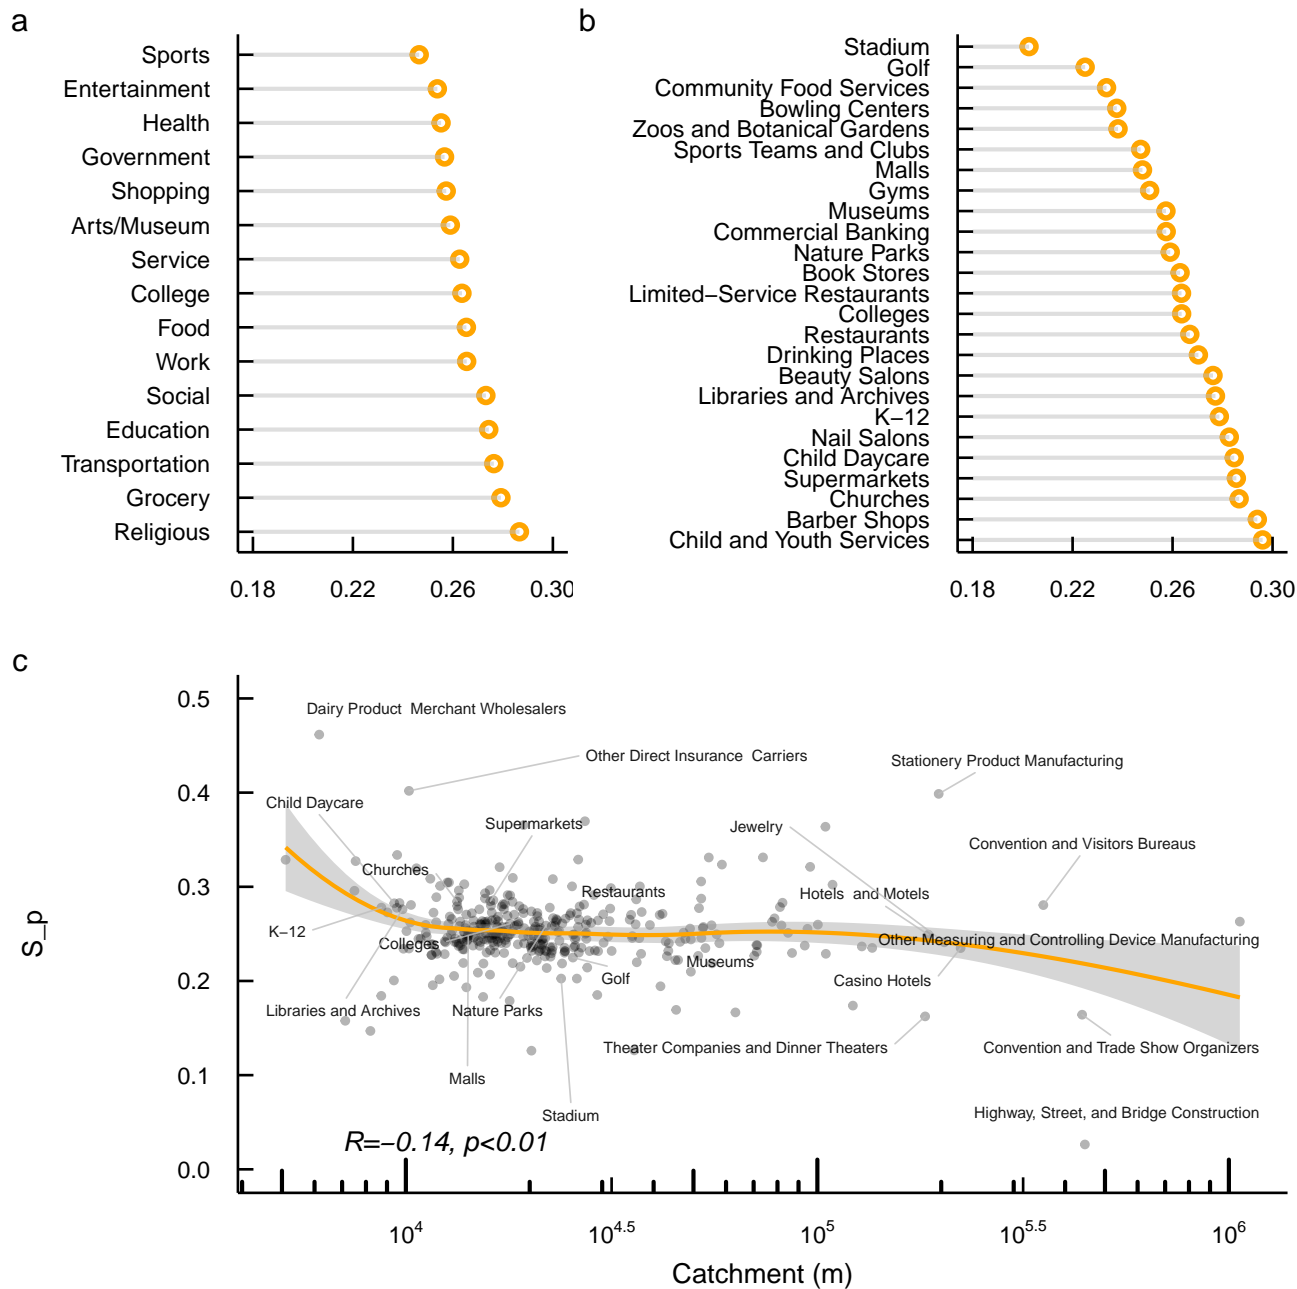 a
Sports
Entertainment
Health
Government
Shopping
Arts/Museum
Service
College
Food
Work
Social
Education
Transportation
Grocery
Religious
0.18 0.22 0.26 0.30
b
Stadium
Golf
Community Food Services
Bowling Centers
Zoos and Botanical Gardens
Sports Teams and Clubs
Malls
Gyms
Museums
Commercial Banking
Nature Parks
Book Stores
Limited−Service Restaurants
Colleges
Restaurants
Drinking Places
Beauty Salons
Libraries and Archives
K−12
Nail Salons
Child Daycare
Supermarkets
Churches
Barber Shops
Child and Youth Services
0.18 0.22 0.26 0.30
c
S_p
0.5
0.4
0.3
0.2
0.1
0.0
Dairy Product Merchant Wholesalers
Other Direct Insurance Carriers
Stationery Product Manufacturing
Child Daycare
Supermarkets
Jewelry
Convention and Visitors Bureaus
Churches
Restaurants
Hotels and Motels
K−12
Colleges
Other Measuring and Controlling Device Manufacturing
Museums
Golf
Casino Hotels
Libraries and Archives
Nature Parks
Theater Companies and Dinner Theaters
Convention and Trade Show Organizers
Malls
Stadium
Highway, Street, and Bridge Construction
R=−0.14, p<0.01
10^4 10^4.5 10^5 10^5.5 10^6
Catchment (m)